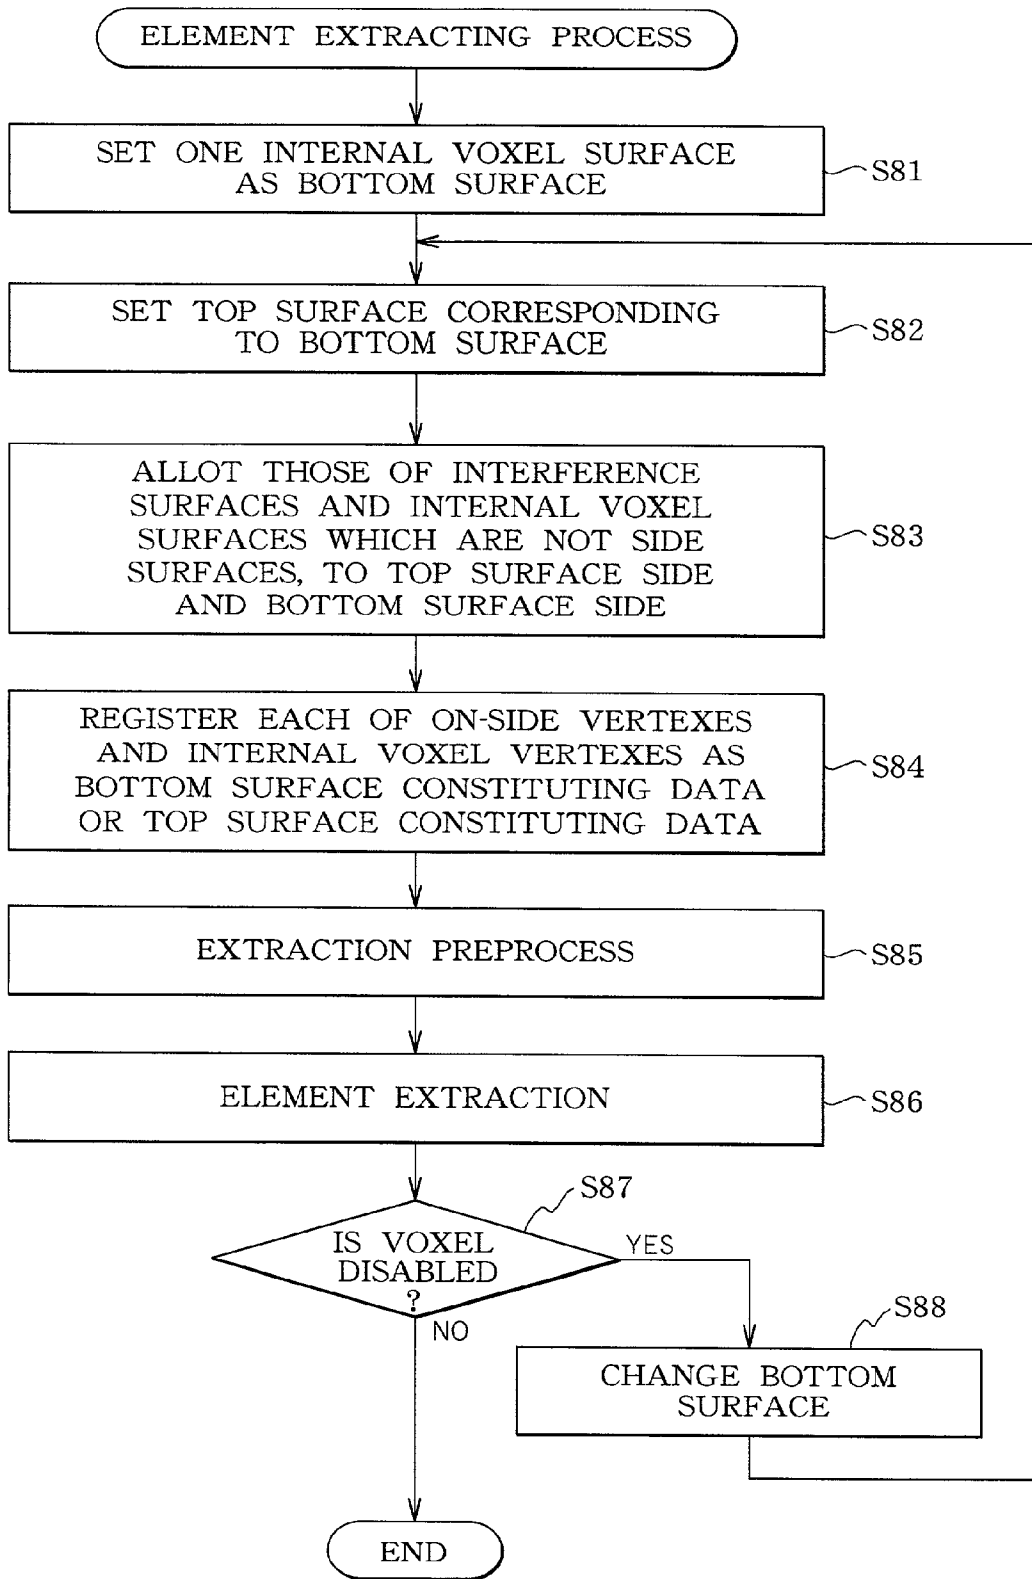 ELEMENT EXTRACTING PROCESS
SET ONE INTERNAL VOXEL SURFACE
AS BOTTOM SURFACE
S81
SET TOP SURFACE CORRESPONDING
TO BOTTOM SURFACE
S82
ALLOT THOSE OF INTERFERENCE
SURFACES AND INTERNAL VOXEL
SURFACES WHICH ARE NOT SIDE
SURFACES, TO TOP SURFACE SIDE
AND BOTTOM SURFACE SIDE
S83
REGISTER EACH OF ON-SIDE VERTEXES
AND INTERNAL VOXEL VERTEXES AS
BOTTOM SURFACE CONSTITUTING DATA
OR TOP SURFACE CONSTITUTING DATA
S84
EXTRACTION PREPROCESS
S85
ELEMENT EXTRACTION
S86
S87
IS VOXEL
DISABLED
?
YES
NO
S88
CHANGE BOTTOM
SURFACE
END